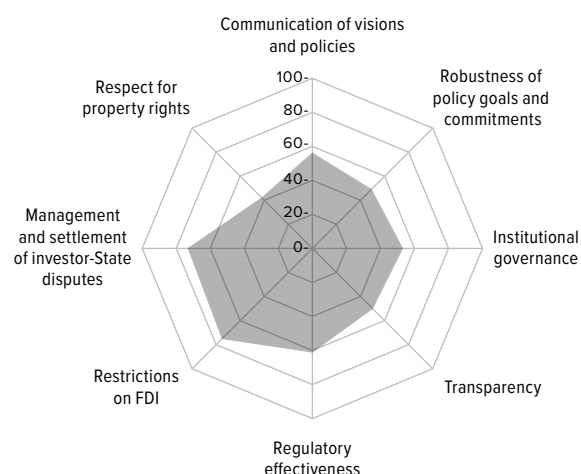 Communication of visions
and policies
Robustness of
policy goals and
commitments
Respect for
property rights
100-
80-
60-
40-
20-
0-
Management
and settlement
of investor-State
disputes
Institutional
governance
Restrictions
on FDI
Transparency
Regulatory
effectiveness